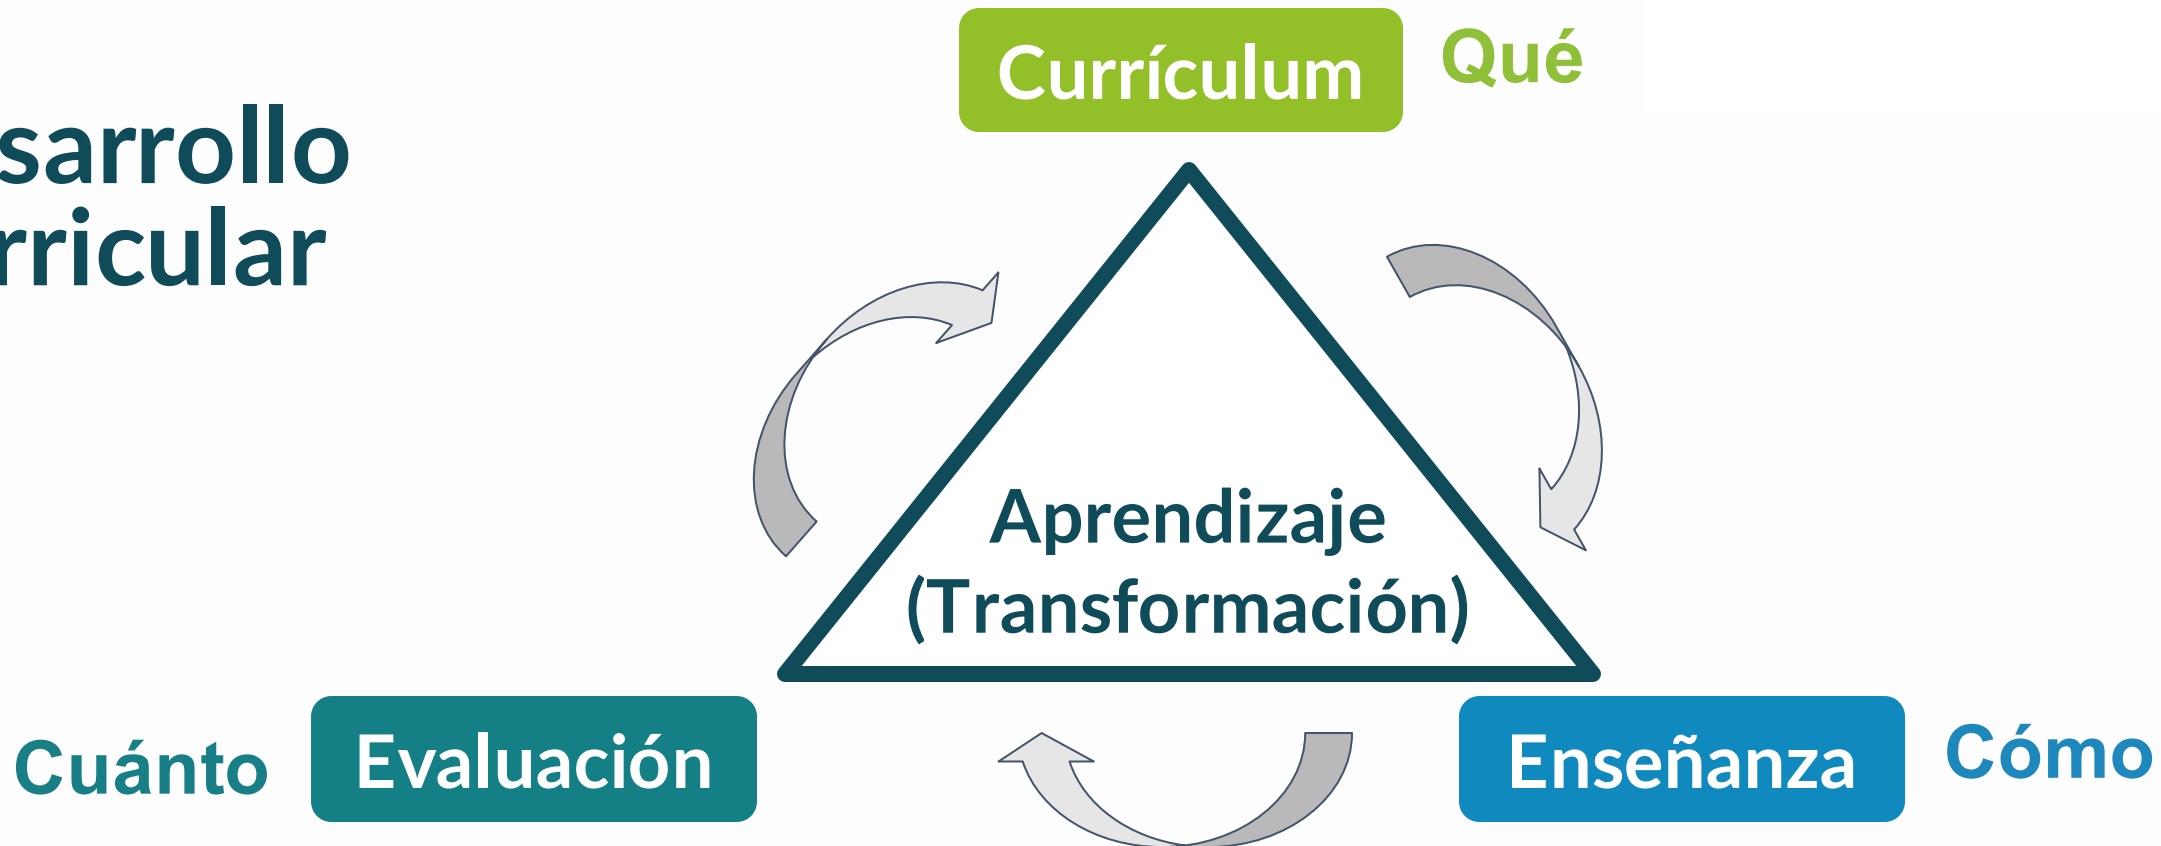 Currículum Qué
sarrollo
rricular
Aprendizaje
(Transformación)
Cuánto Evaluación Enseñanza Cómo